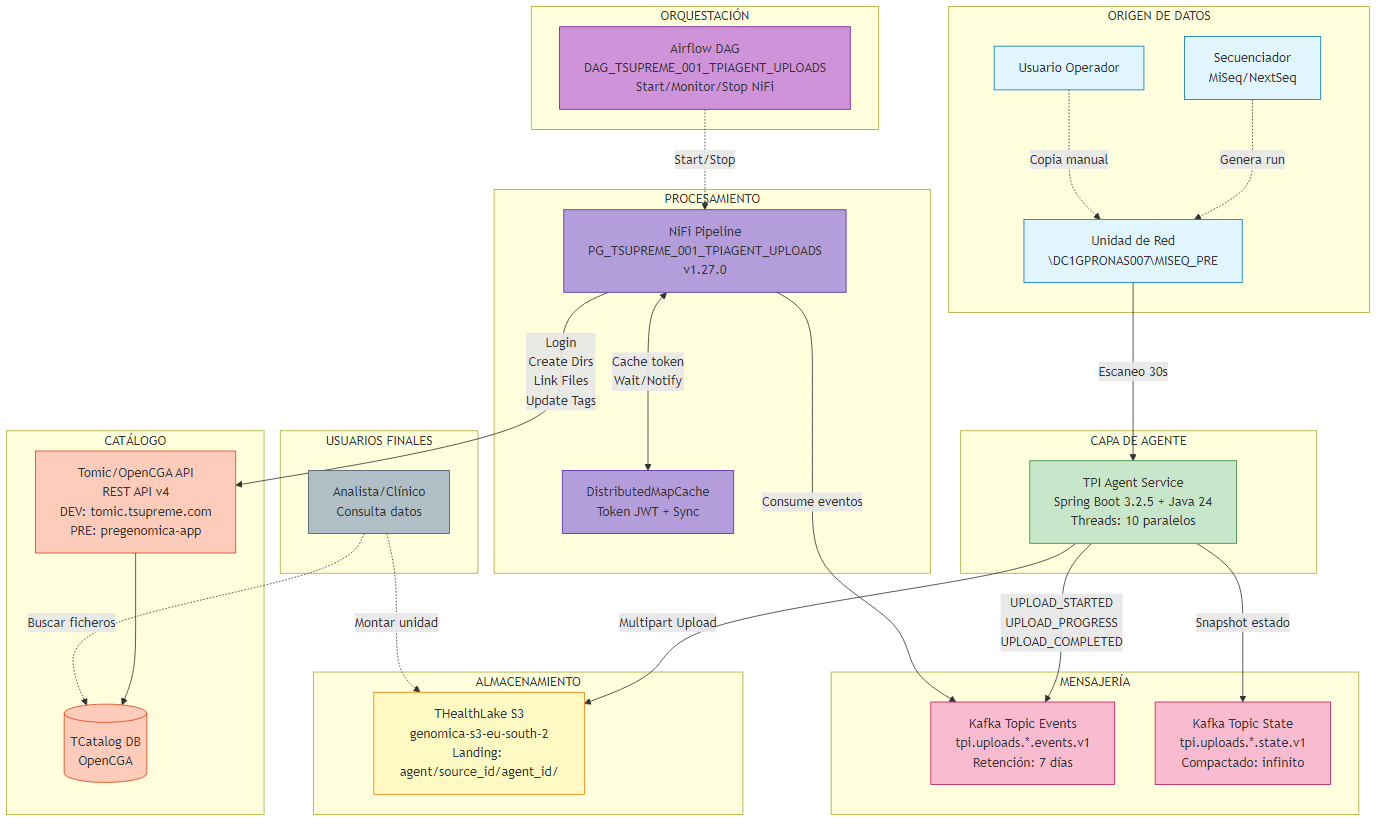 ORQUESTACIÓN
Airflow DAG
DAG_TSUPREME_001_TPIAGENT_UPLOADS
Start/Monitor/Stop NiFi
Start/Stop
ORIGEN DE DATOS
Usuario Operador
Secuenciador
MiSeq/NextSeq
Copia manual
Genera run
Unidad de Red
\DC1GPRONAS007\MISEQ_PRE
Escaneo 30s
PROCESAMIENTO
NiFi Pipeline
PG_TSUPREME_001_TPIAGENT_UPLOADS
v1.27.0
Login
Create Dirs
Link Files
Update Tags
Cache token
Wait/Notify
DistributedMapCache
Token JWT + Sync
Consume eventos
CATÁLOGO
Tomic/OpenCGA API
REST API v4
DEV: tomic.tsupreme.com
PRE: pregenomica-app
Buscar ficheros
TCatalog DB
OpenCGA
USUARIOS FINALES
Analista/Clínico
Consulta datos
Montar unidad
CAPA DE AGENTE
TPI Agent Service
Spring Boot 3.2.5 + Java 24
Threads: 10 paralelos
Multipart Upload
UPLOAD_STARTED
UPLOAD_PROGRESS
UPLOAD_COMPLETED
Snapshot estado
ALMACENAMIENTO
THealthLake S3
genomica-s3-eu-south-2
Landing:
agent/source_id/agent_id/
MENSAJERÍA
Kafka Topic Events
tpi.uploads.*.events.v1
Retención: 7 días
Kafka Topic State
tpi.uploads.*.state.v1
Compactado: infinito